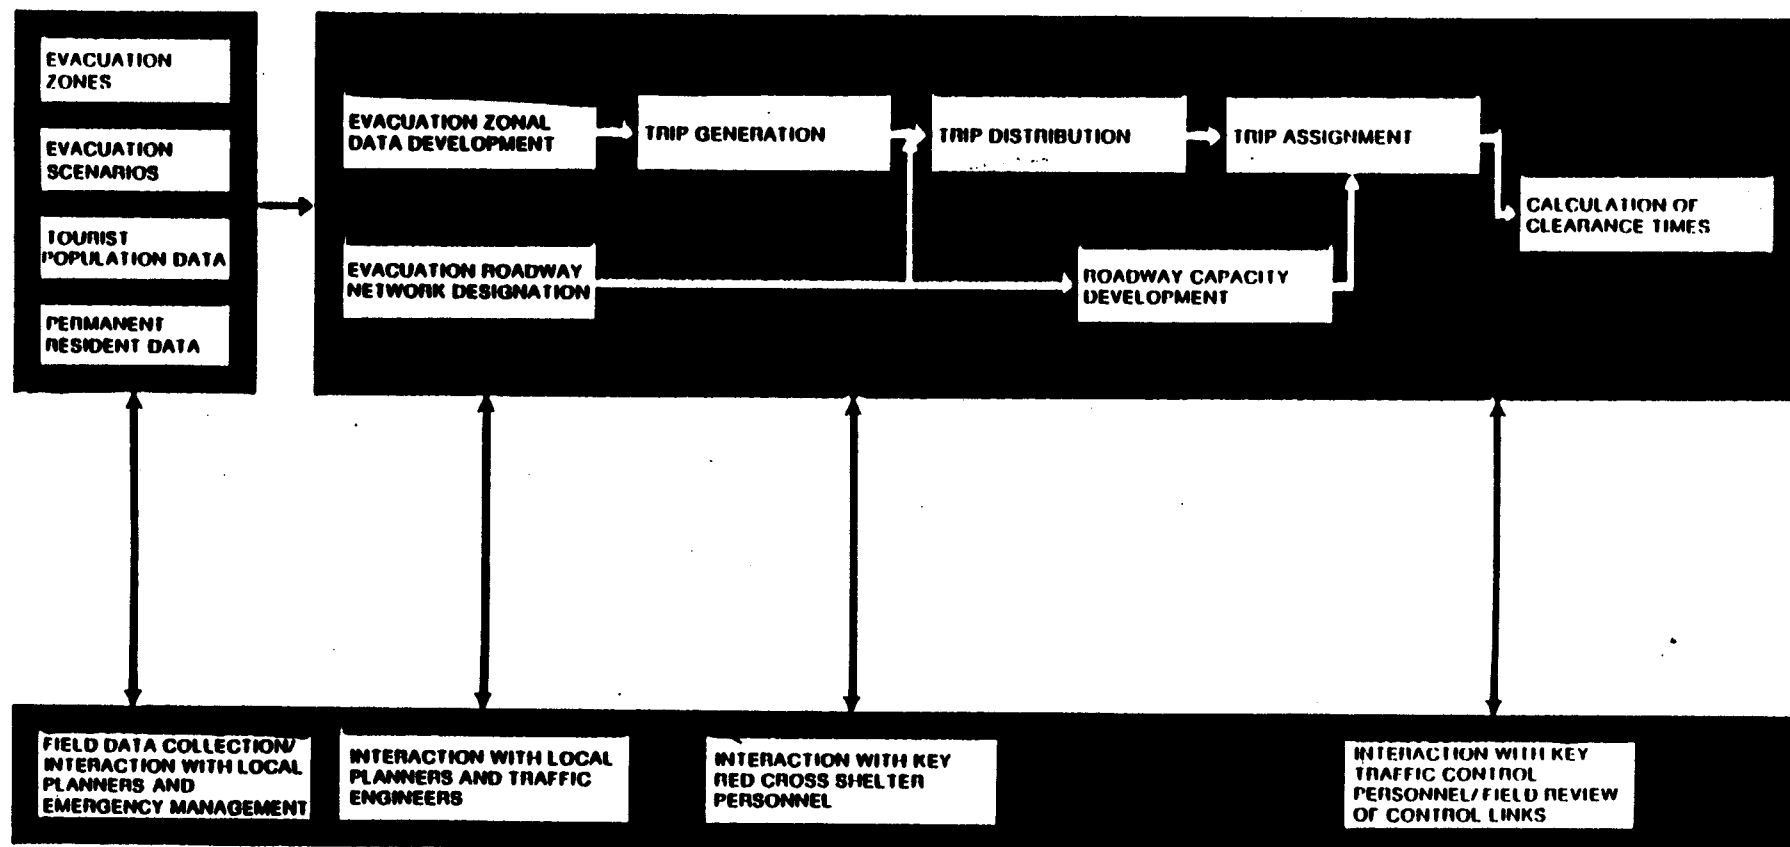 EVACUATION
ZONES
EVACUATION
SCENARIOS
TOURIST
POPULATION DATA
PERMANENT
RESIDENT DATA
EVACUATION ZONAL
DATA DEVELOPMENT
TRIP GENERATION
TRIP DISTRIBUTION
TRIP ASSIGNMENT
CALCULATION OF
CLEARANCE TIMES
EVACUATION ROADWAY
NETWORK DESIGNATION
ROADWAY CAPACITY
DEVELOPMENT
FIELD DATA COLLECTION/
INTERACTION WITH LOCAL
PLANNERS AND
EMERGENCY MANAGEMENT
INTERACTION WITH LOCAL
PLANNERS AND TRAFFIC
ENGINEERS
INTERACTION WITH KEY
RED CROSS SHELTER
PERSONNEL
INTERACTION WITH KEY
TRAFFIC CONTROL
PERSONNEL/FIELD REVIEW
OF CONTROL LINKS